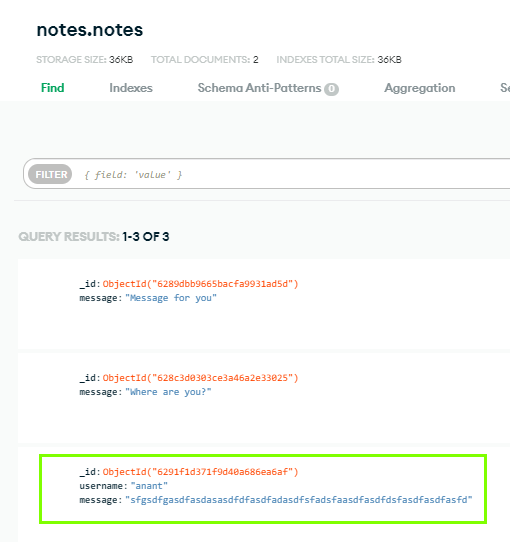 notes.notes
STORAGE SIZE: 36KB TOTAL DOCUMENTS: 2 INDEXES TOTAL SIZE: 36KB
Find Indexes Schema Anti-Patterns 0 Aggregation Se
FILTER { field: 'value' }
QUERY RESULTS: 1-3 OF 3
_id: ObjectId("6289dbb9665bacfa9931ad5d")
message: "Message for you"
_id: ObjectId("628c3d0303ce3a46a2e33025")
message: "Where are you?"
_id: ObjectId("6291f1d371f9d40a686ea6af")
username: "anant"
message: "sfgsdfgasdfasdasasdfdfasdfadasdfsfadsfaasdfasdfdsfasdfasdfasfd"